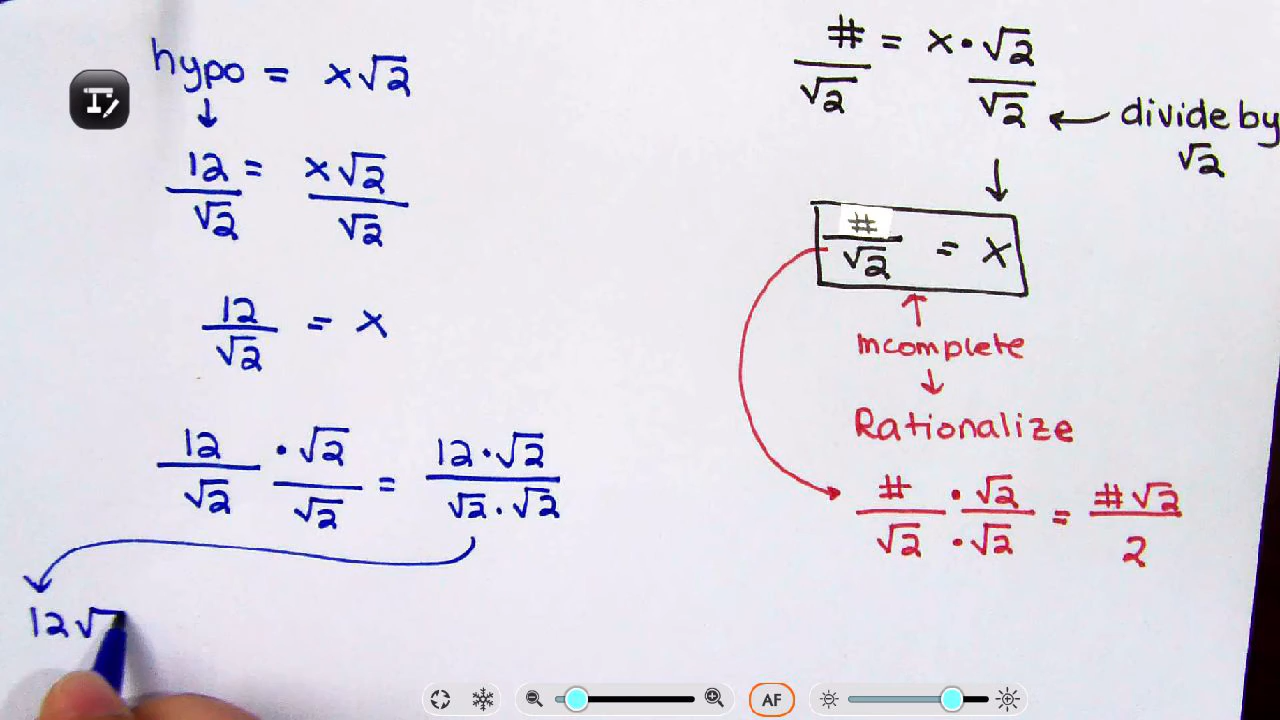 hypo = x√2
↓
12/√2 = x√2/√2
12/√2 = x
12/√2 · √2/√2 = 12·√2/√2·√2
12√
#/√2 = x·√2/√2
← divide by
√2
↓
#/√2 = x
↑
Incomplete
↓
Rationalize
#/√2 · √2/·√2 = #√2/2
AF